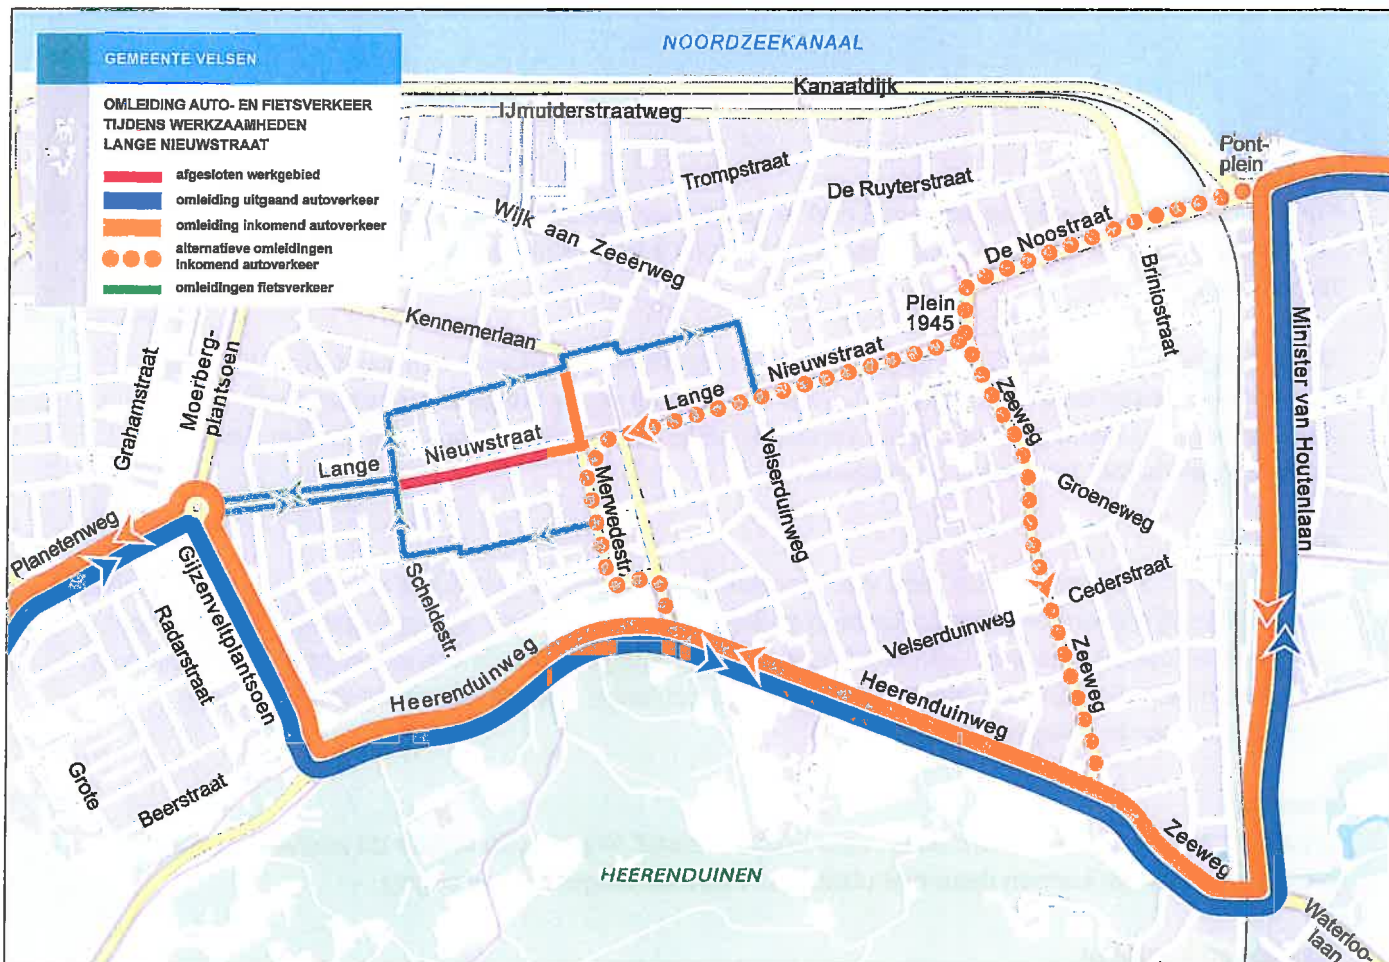 NOORDZEEKANAAL
GEMEENTE VELSEN
OMLEIDING AUTO- EN FIETSVERKEER
TIJDENS WERKZAAMHEDEN
LANGE NIEUWSTRAAT
afgesloten werkgebied
omleiding uitgaand autoverkeer
omleiding inkomend autoverkeer
alternatieve omleidingen
inkomend autoverkeer
omleidingen fietsverkeer
Kanaaldijk
IJmuiderstraatweg
Pont-
plein
Trompstraat
De Ruyterstraat
Wijk aan Zeeërweg
De Noostraat
Briniostraat
Plein
1945
Kennemerlaan
Grahamstraat
Moerberg-
plantsoen
Minister van Houtenlaan
Nieuwstraat
Lange
Zeeweg
Nieuwstraat
Lange
Velserduinweg
Groeneweg
Merwedestr.
Planetenweg
Gijzenveltplantsoen
Scheldestr.
Cederstraat
Radarstraat
Velserduinweg
Zeeweg
Heerenduinweg
Heerenduinweg
Grote
Beerstraat
Zeeweg
HEERENDUINEN
Waterloo-
laan